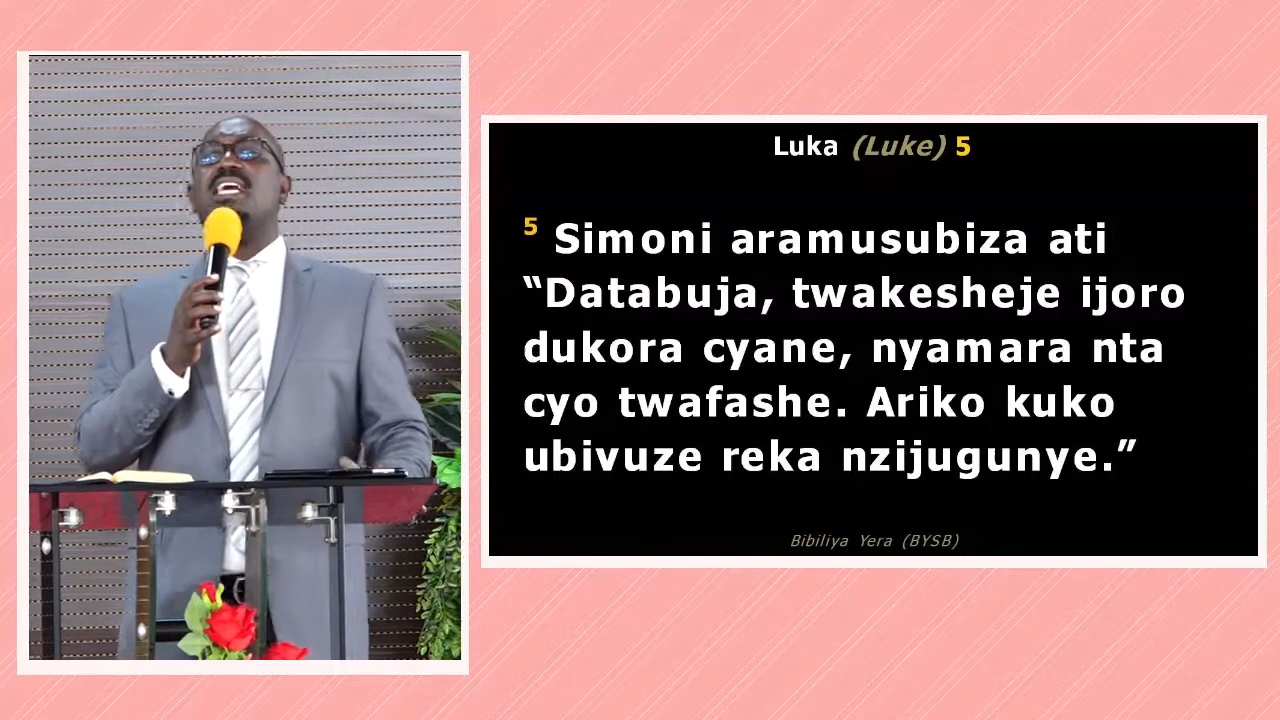 Luka (Luke) 5
5 Simoni aramusubiza ati
“Databuja, twakesheje ijoro
dukora cyane, nyamara nta
cyo twafashe. Ariko kuko
ubivuze reka nzijugunye.”
Bibiliya Yera (BYSB)